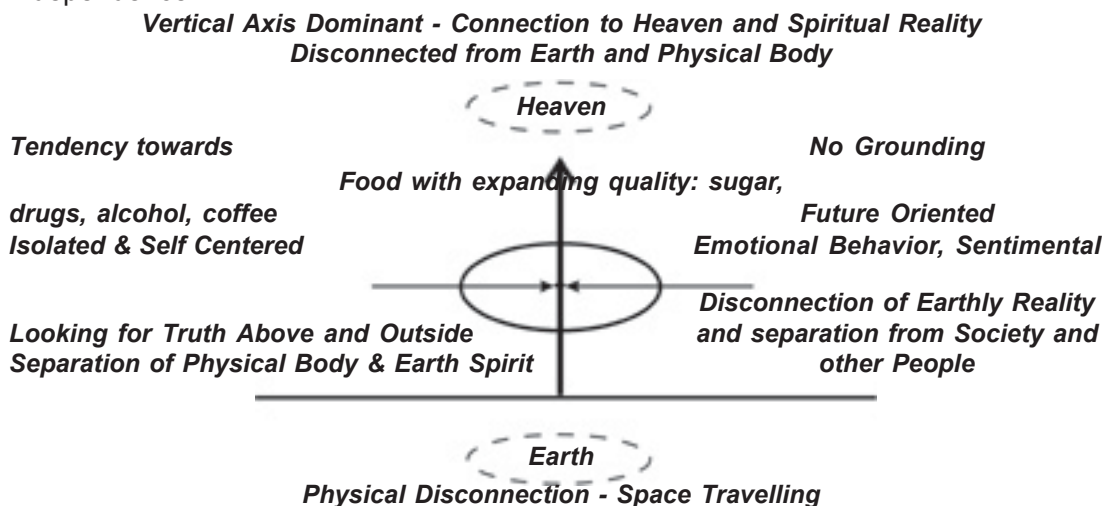 Vertical Axis Dominant - Connection to Heaven and Spiritual Reality
Disconnected from Earth and Physical Body
Heaven
Tendency towards
No Grounding
Food with expanding quality: sugar,
drugs, alcohol, coffee
Future Oriented
Isolated & Self Centered
Emotional Behavior, Sentimental
Disconnection of Earthly Reality
Looking for Truth Above and Outside
and separation from Society and
Separation of Physical Body & Earth Spirit
other People
Earth
Physical Disconnection - Space Travelling